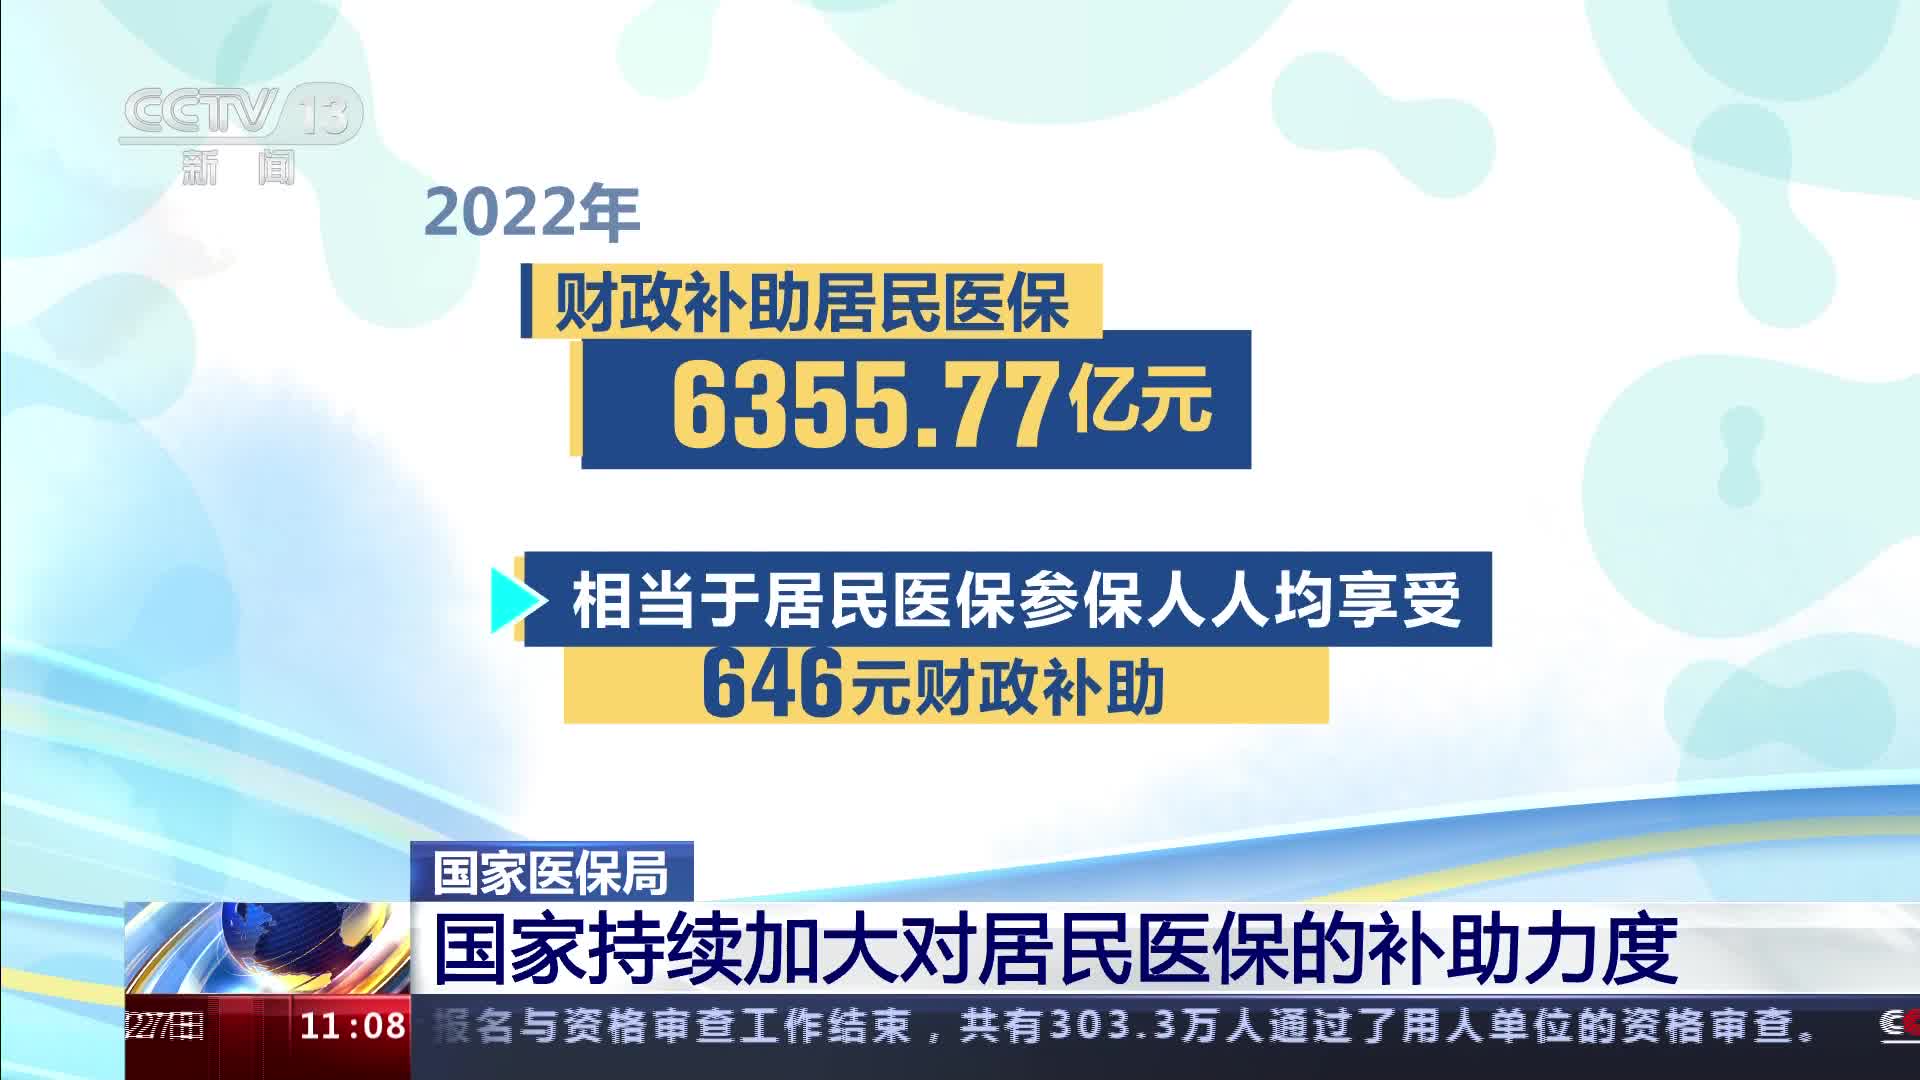 CCTV 13
新闻
2022年
财政补助居民医保
6355.77亿元
相当于居民医保参保人人均享受
646元财政补助
国家医保局
国家持续加大对居民医保的补助力度
11:08
报名与资格审查工作结束，共有303.3万人通过了用人单位的资格审查。